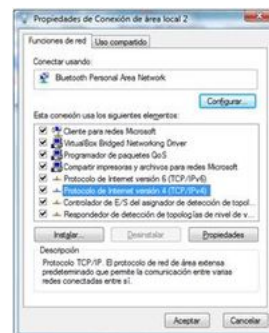 Propiedades de Conexión de área local 2
Funciones de red
Uso compartido
Conectar usando:
Bluetooth Personal Area Network
Configurar...
Esta conexión usa los siguientes elementos:
Cliente para redes Microsoft
VirtualBox Bridged Networking Driver
Programador de paquetes QoS
Compartir impresoras y archivos para redes Microsoft
Protocolo de Internet versión 6 (TCP/IPv6)
Protocolo de Internet versión 4 (TCP/IPv4)
Controlador de E/S del asignador de detección de topol...
Respondedor de detección de topologías de nivel de v...
Instalar...
Desinstalar
Propiedades
Descripción
Protocolo TCP/IP. El protocolo de red de área extensa
predeterminado que permite la comunicación entre varias
redes conectadas entre sí.
Aceptar
Cancelar